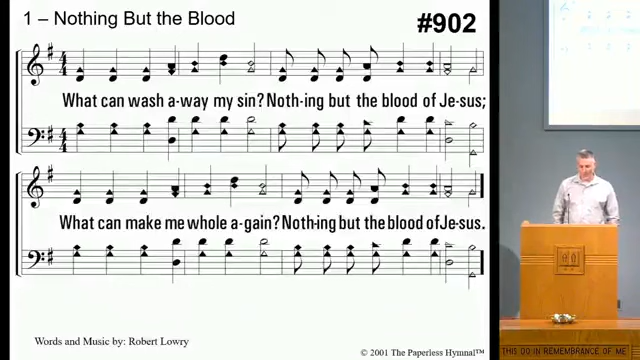 1 – Nothing But the Blood
#902
What can wash a-way my sin? Noth-ing but the blood of Je-sus;
What can make me whole a-gain? Noth-ing but the blood of Je-sus.
Words and Music by: Robert Lowry
© 2001 The Paperless Hymnal™
THIS DO IN REMEMBRANCE OF ME